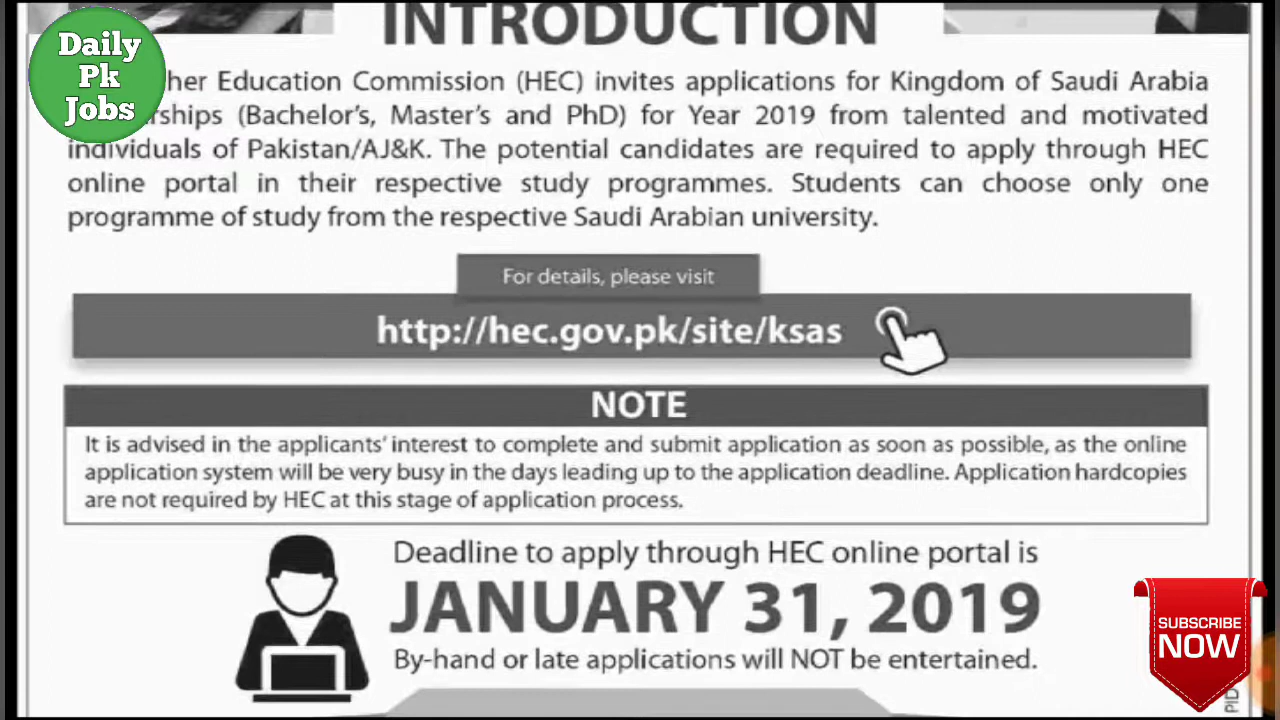 INTRODUCTION
Daily
Pk
Jobs
her Education Commission (HEC) invites applications for Kingdom of Saudi Arabia
rships (Bachelor's, Master's and PhD) for Year 2019 from talented and motivated
individuals of Pakistan/AJ&K. The potential candidates are required to apply through HEC
online portal in their respective study programmes. Students can choose only one
programme of study from the respective Saudi Arabian university.
For details, please visit
http://hec.gov.pk/site/ksas
NOTE
It is advised in the applicants' interest to complete and submit application as soon as possible, as the online
application system will be very busy in the days leading up to the application deadline. Application hardcopies
are not required by HEC at this stage of application process.
Deadline to apply through HEC online portal is
JANUARY 31, 2019
By-hand or late applications will NOT be entertained.
SUBSCRIBE
NOW
PID